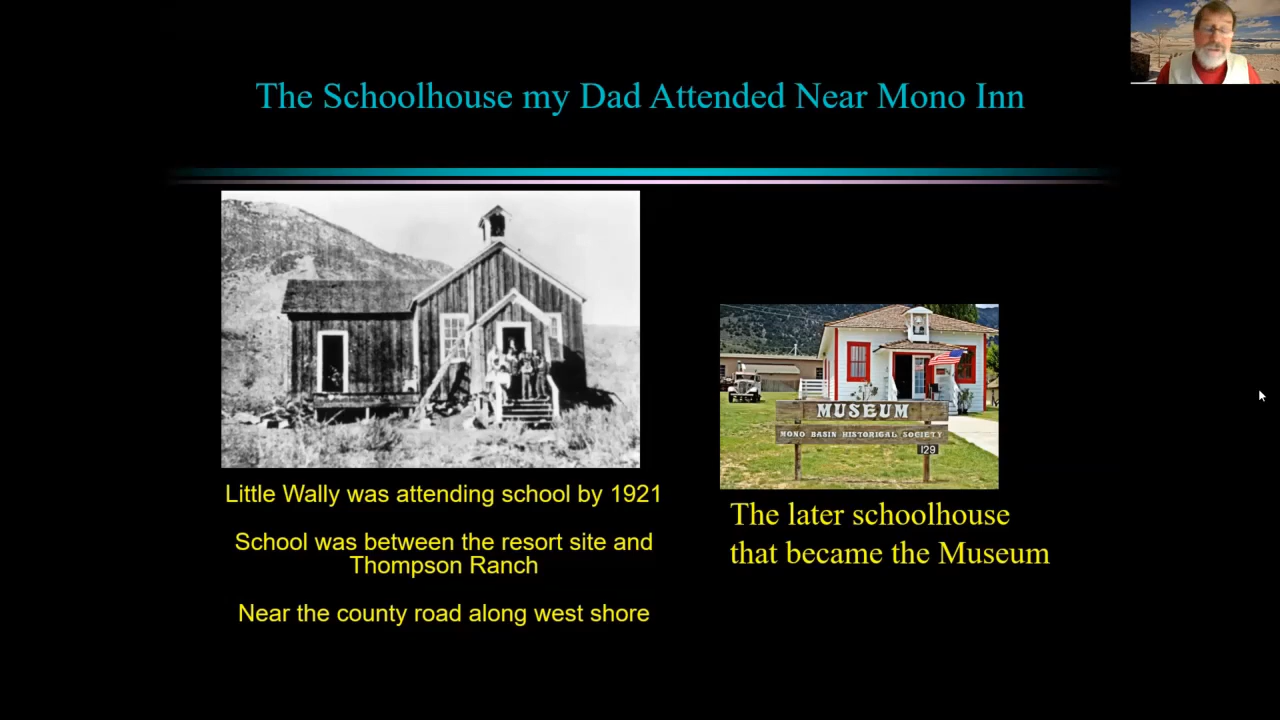 The Schoolhouse my Dad Attended Near Mono Inn
Little Wally was attending school by 1921
School was between the resort site and
Thompson Ranch
Near the county road along west shore
MUSEUM
MONO BASIN HISTORICAL SOCIETY
129
The later schoolhouse
that became the Museum